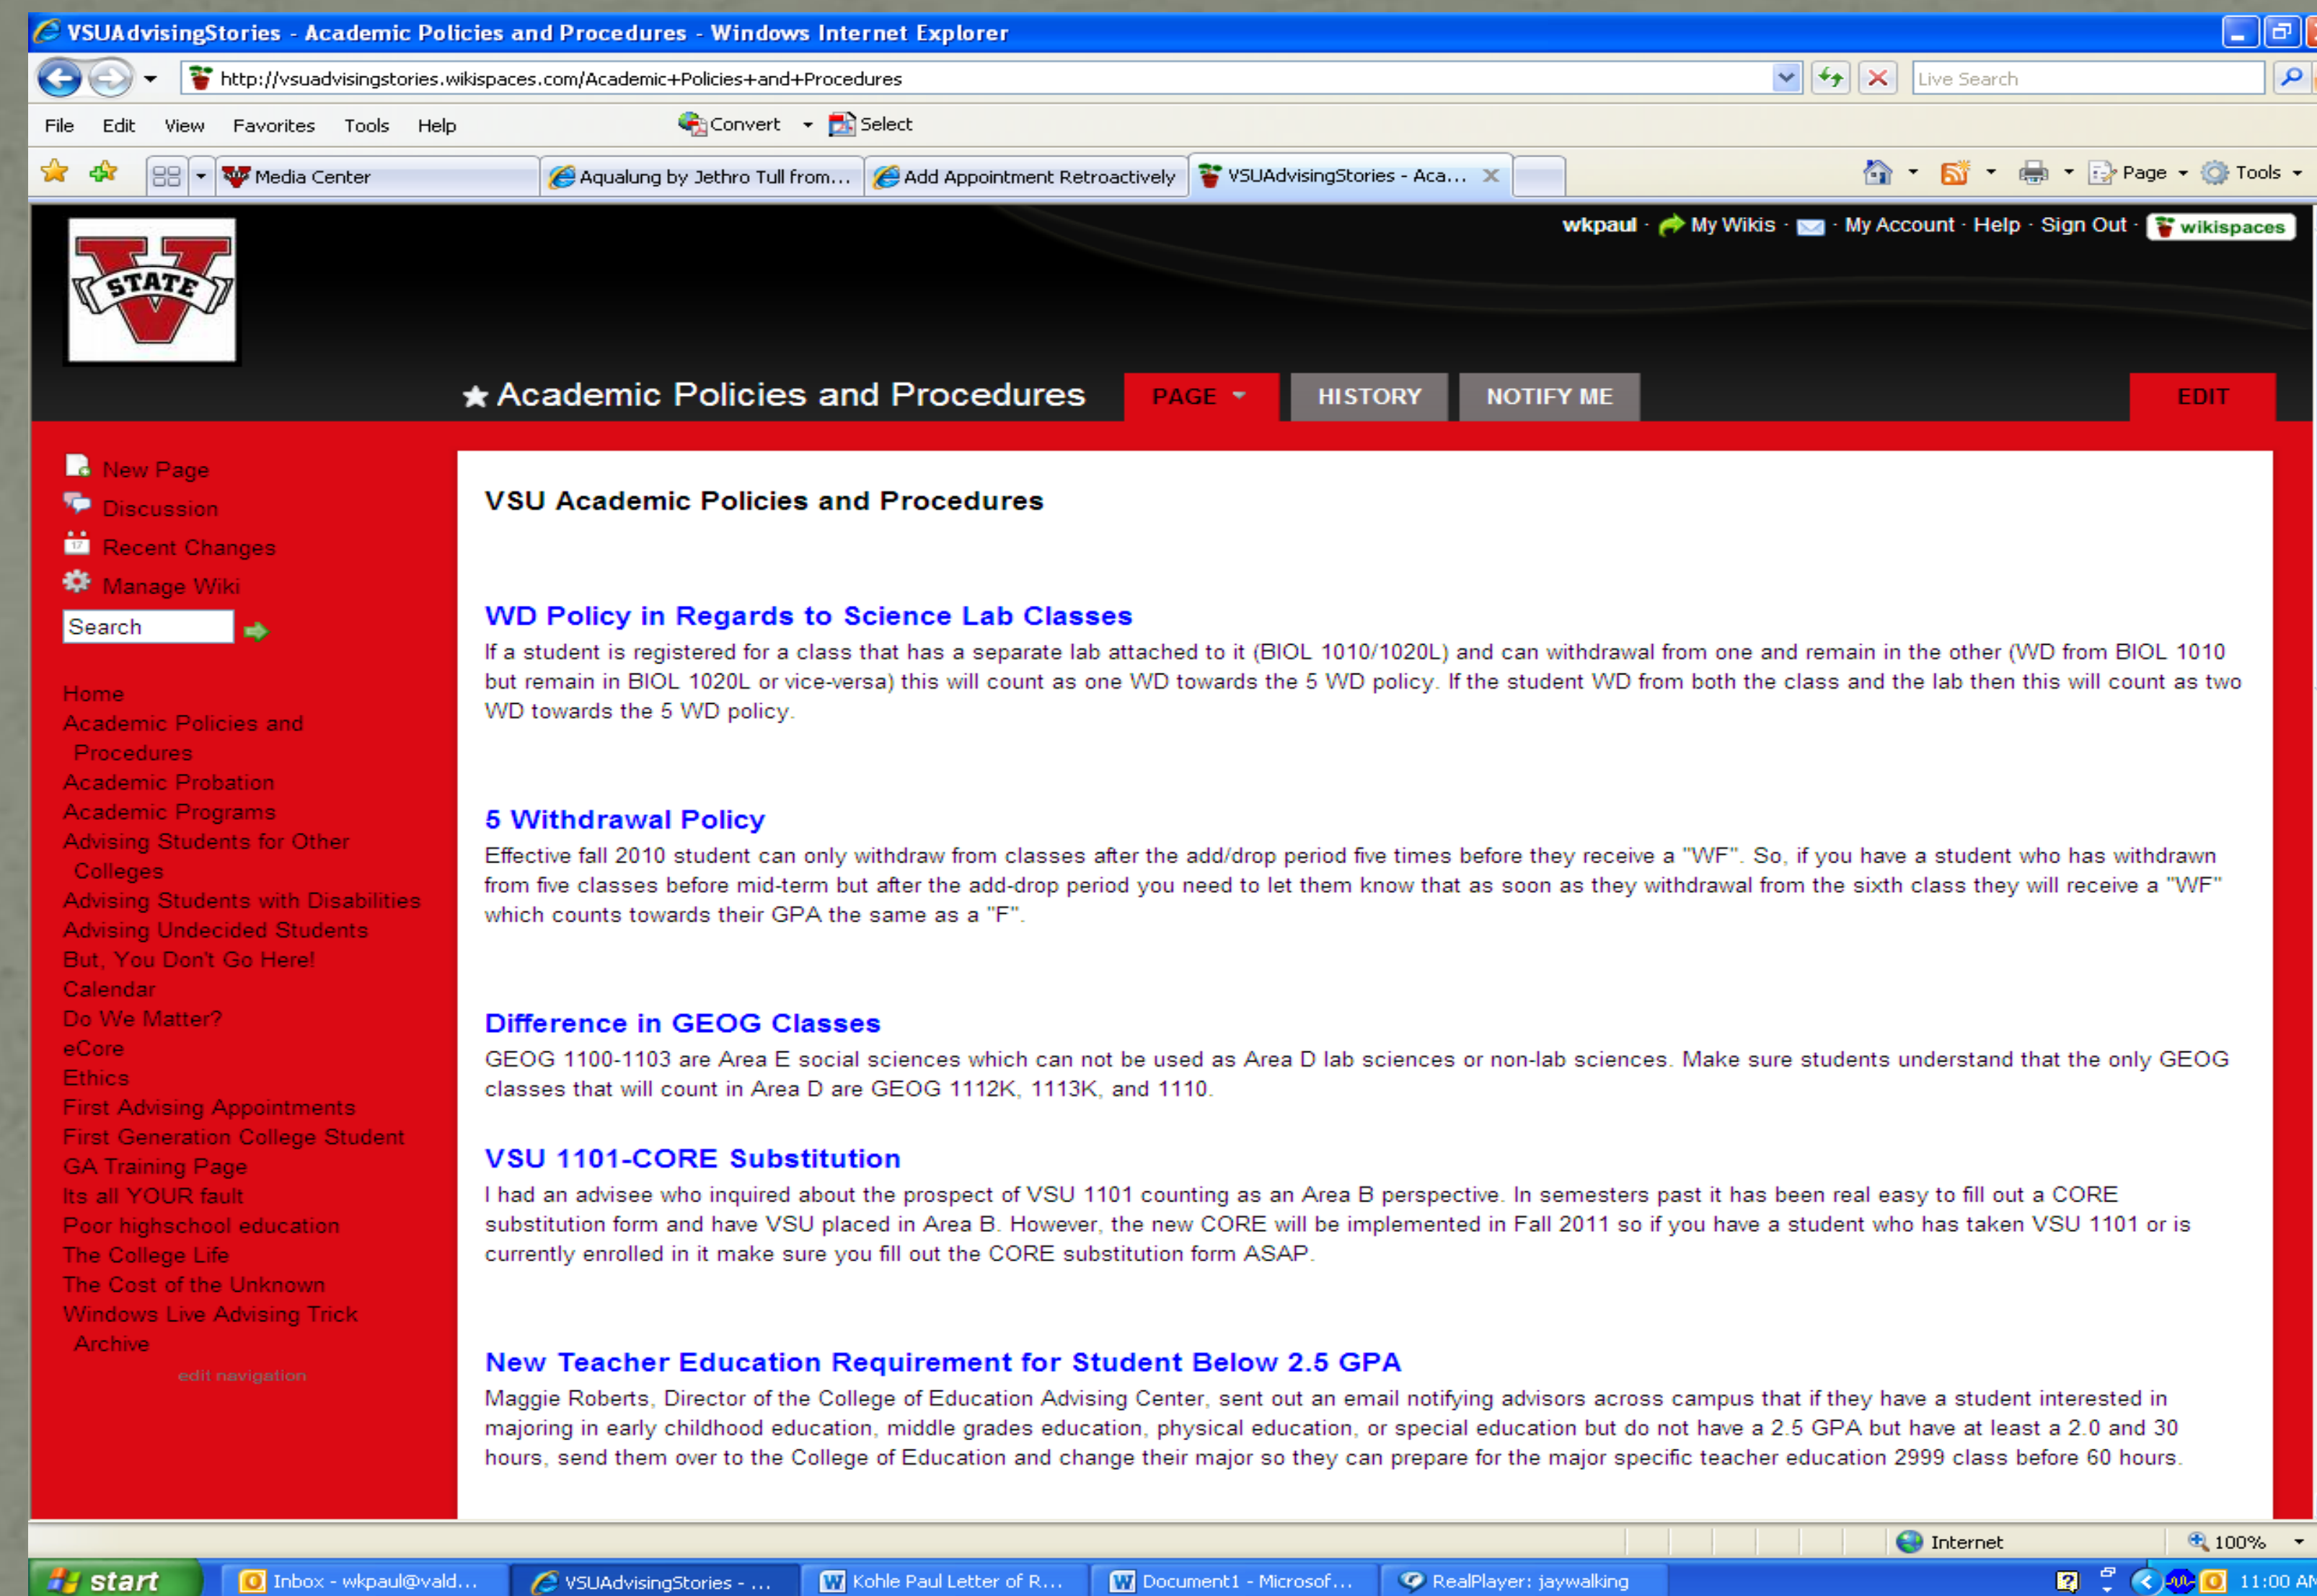 VSUAdvisingStories - Academic Policies and Procedures - Windows Internet Explorer
http://vsuadvisingstories.wikispaces.com/Academic+Policies+and+Procedures
Live Search
File Edit View Favorites Tools Help
Convert Select
Media Center
Aqualung by Jethro Tull from...
Add Appointment Retroactively
VSUAdvisingStories - Aca...
Page Tools
wkpaul · My Wikis · · My Account · Help · Sign Out · wikispaces
V STATE
Academic Policies and Procedures
PAGE
HISTORY
NOTIFY ME
EDIT
New Page
Discussion
17
Recent Changes
Manage Wiki
Search
Home
Academic Policies and
Procedures
Academic Probation
Academic Programs
Advising Students for Other
Colleges
Advising Students with Disabilities
Advising Undecided Students
But, You Don't Go Here!
Calendar
Do We Matter?
eCore
Ethics
First Advising Appointments
First Generation College Student
GA Training Page
Its all YOUR fault
Poor highschool education
The College Life
The Cost of the Unknown
Windows Live Advising Trick
Archive
edit navigation
VSU Academic Policies and Procedures
WD Policy in Regards to Science Lab Classes
If a student is registered for a class that has a separate lab attached to it (BIOL 1010/1020L) and can withdrawal from one and remain in the other (WD from BIOL 1010
but remain in BIOL 1020L or vice-versa) this will count as one WD towards the 5 WD policy. If the student WD from both the class and the lab then this will count as two
WD towards the 5 WD policy.
5 Withdrawal Policy
Effective fall 2010 student can only withdraw from classes after the add/drop period five times before they receive a "WF". So, if you have a student who has withdrawn
from five classes before mid-term but after the add-drop period you need to let them know that as soon as they withdrawal from the sixth class they will receive a "WF"
which counts towards their GPA the same as a "F".
Difference in GEOG Classes
GEOG 1100-1103 are Area E social sciences which can not be used as Area D lab sciences or non-lab sciences. Make sure students understand that the only GEOG
classes that will count in Area D are GEOG 1112K, 1113K, and 1110.
VSU 1101-CORE Substitution
I had an advisee who inquired about the prospect of VSU 1101 counting as an Area B perspective. In semesters past it has been real easy to fill out a CORE
substitution form and have VSU placed in Area B. However, the new CORE will be implemented in Fall 2011 so if you have a student who has taken VSU 1101 or is
currently enrolled in it make sure you fill out the CORE substitution form ASAP.
New Teacher Education Requirement for Student Below 2.5 GPA
Maggie Roberts, Director of the College of Education Advising Center, sent out an email notifying advisors across campus that if they have a student interested in
majoring in early childhood education, middle grades education, physical education, or special education but do not have a 2.5 GPA but have at least a 2.0 and 30
hours, send them over to the College of Education and change their major so they can prepare for the major specific teacher education 2999 class before 60 hours.
Internet
100%
start
Inbox - wkpaul@vald...
VSUAdvisingStories - ...
Kohle Paul Letter of R...
Document1 - Microsof...
RealPlayer: jaywalking
11:00 AM